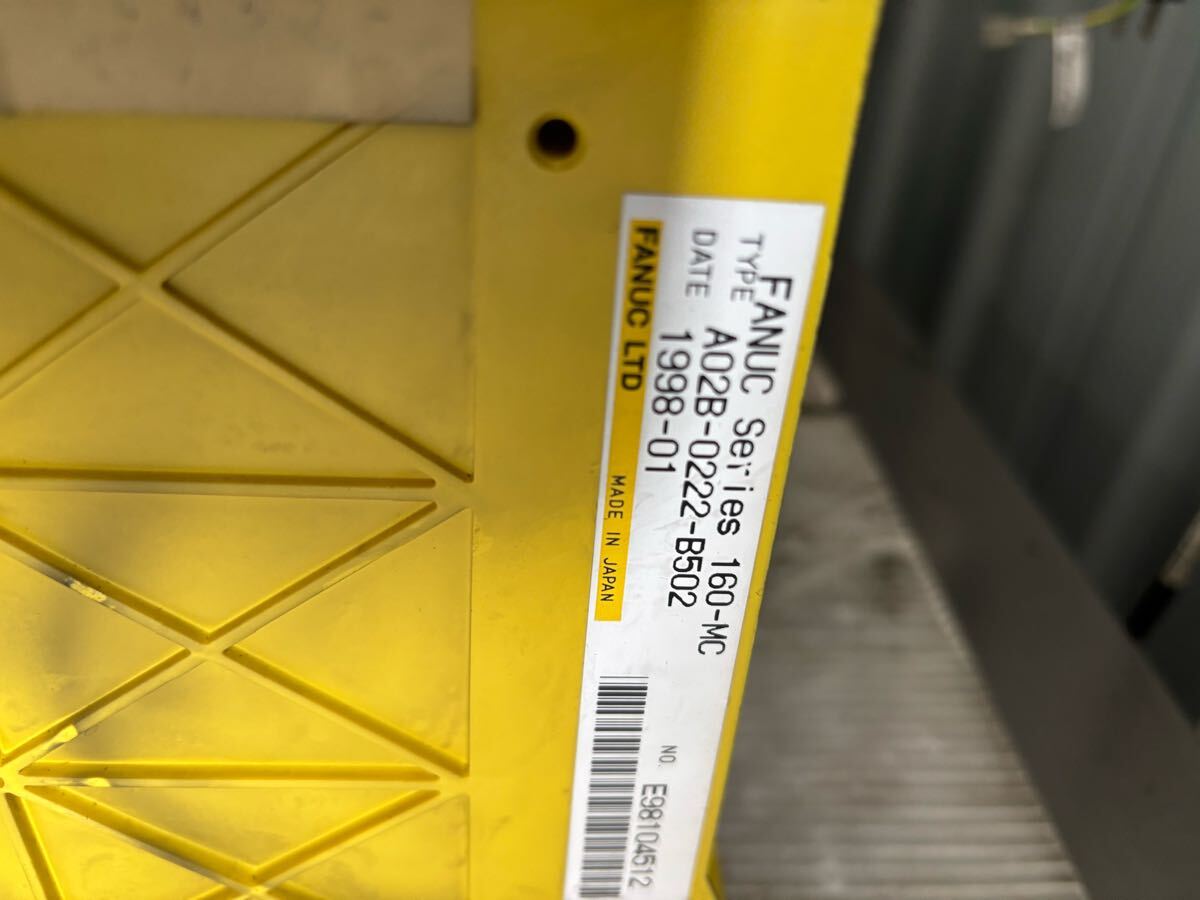 FANUC Series 160-MC
TYPE A02B-0222-B502
DATE 1998-01
FANUC LTD MADE IN JAPAN
NO. E98104512